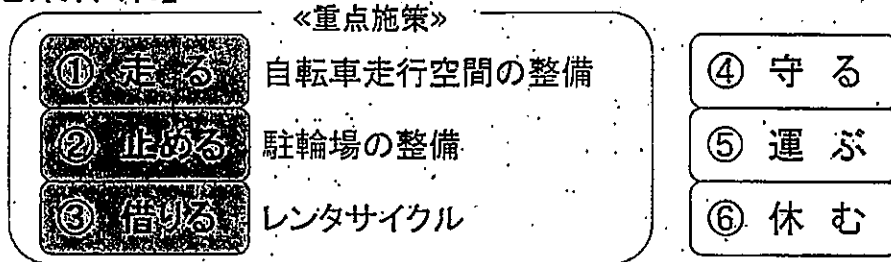 ≪重点施策≫
① 走る 自転車走行空間の整備
② 止める 駐輪場の整備
③ 借りる レンタサイクル
④ 守る
⑤ 運ぶ
⑥ 休む